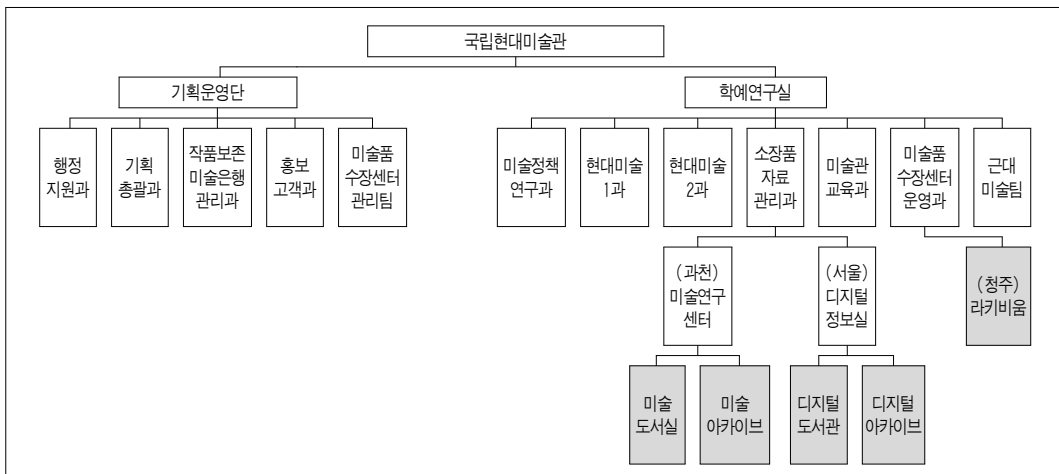 국립현대미술관
기획운영단
학예연구실
행정
지원과
기획
총괄과
작품보존
미술은행
관리과
홍보
고객과
미술품
수장센터
관리팀
미술정책
연구과
현대미술
1과
현대미술
2과
소장품
자료
관리과
미술관
교육과
미술품
수장센터
운영과
근대
미술팀
(과천)
미술연구
센터
(서울)
디지털
정보실
(청주)
라키비움
미술
도서실
미술
아카이브
디지털
도서관
디지털
아카이브